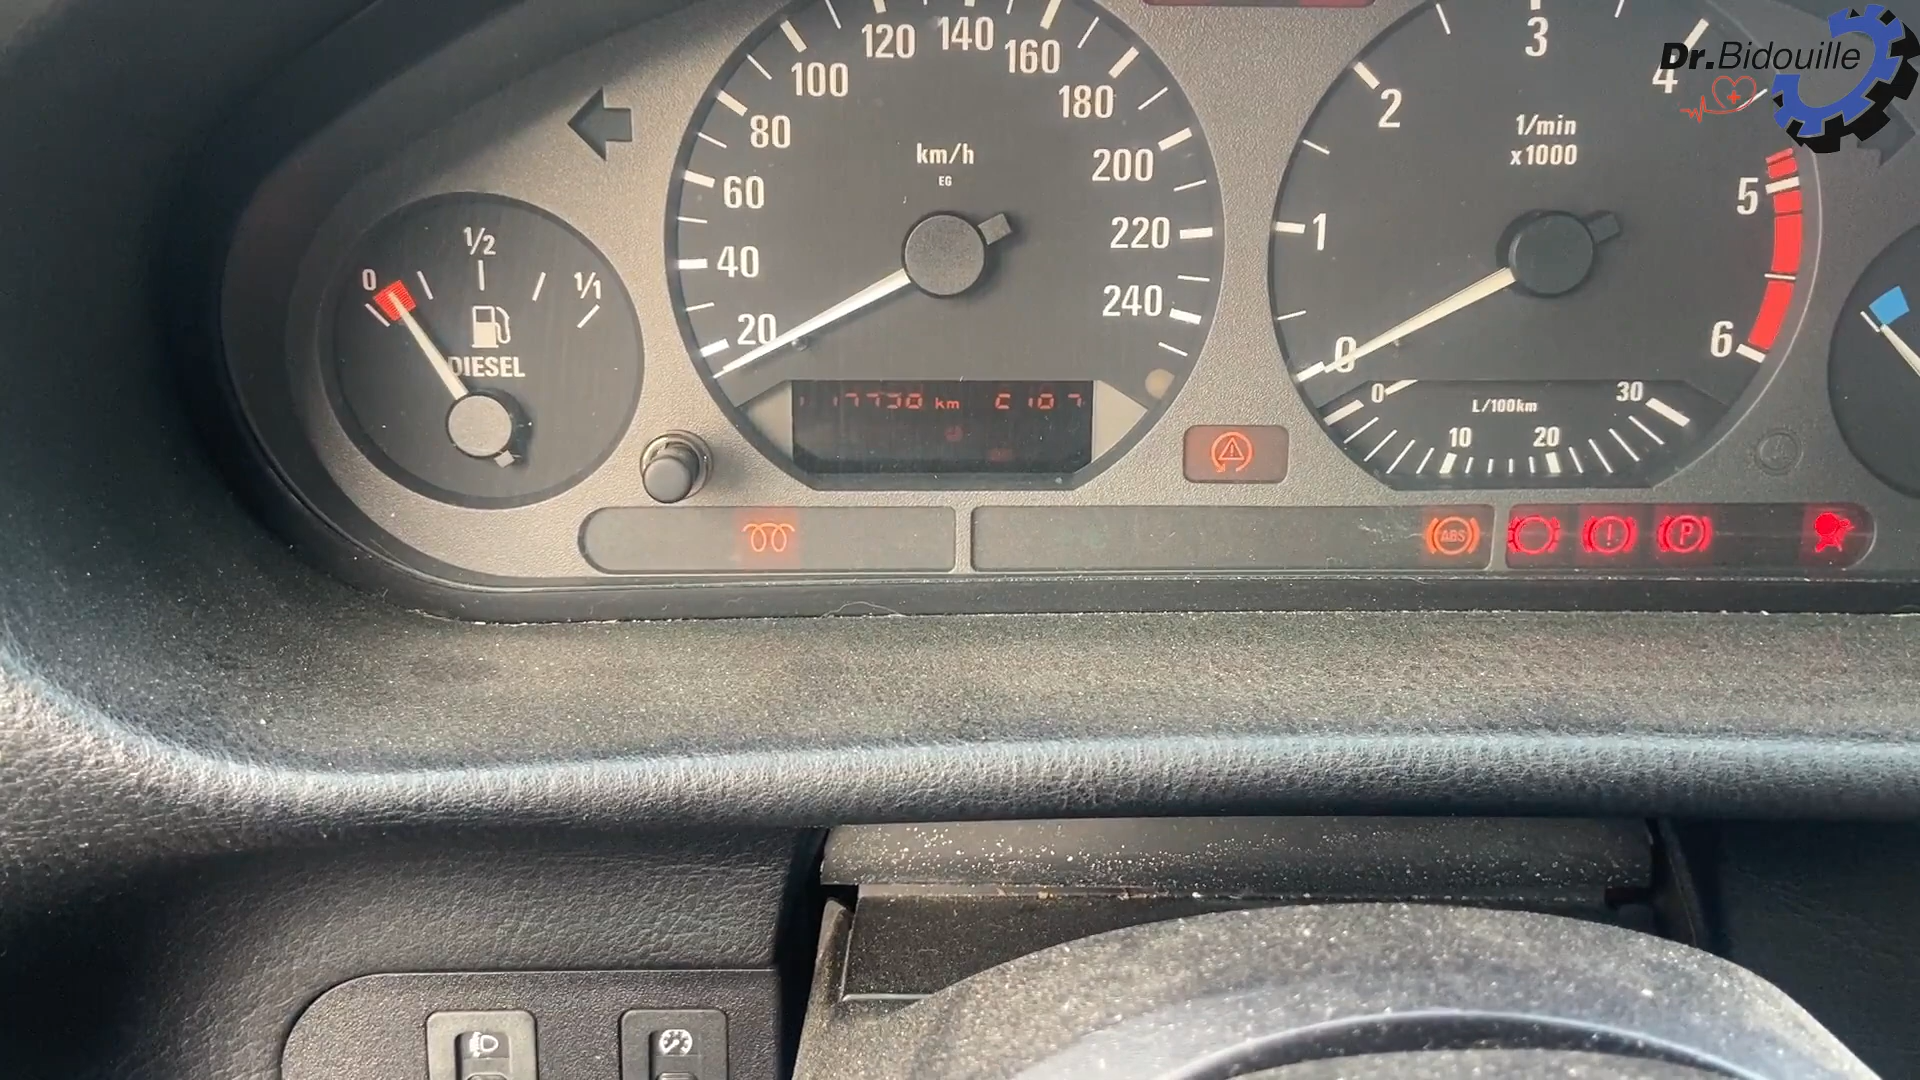 120 140 160
100 180
80 200
60 km/h 220
40 EG 240
20
0 1/2 1/1
DIESEL
km
3
2 4
1/min
x1000
1 5
0 6
0 30
L/100km
10 20
ABS
!
P
Dr.Bidouille